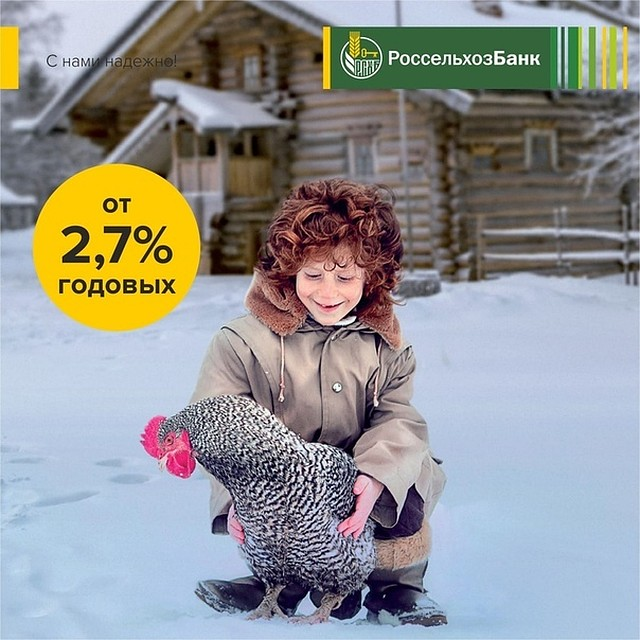 С нами надежно!
РоссельхозБанк
от
2,7%
годовых